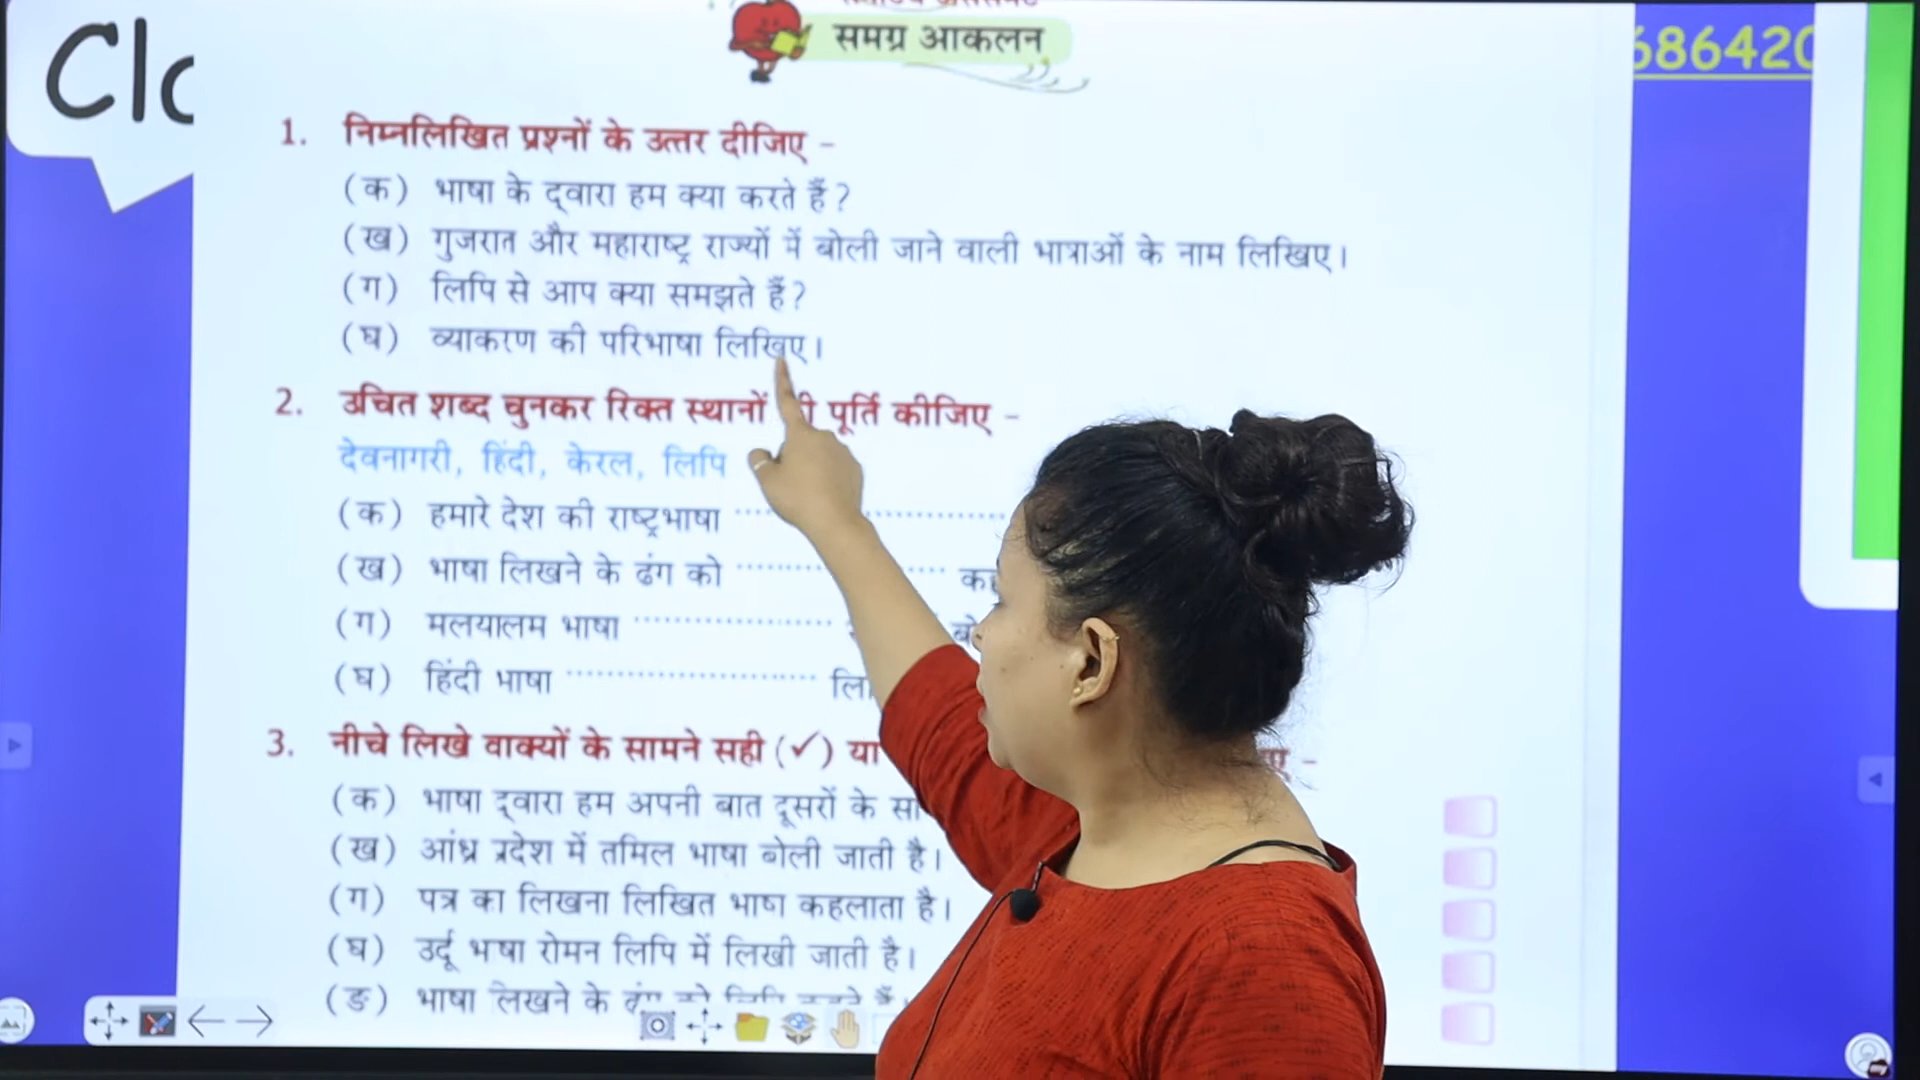 Clo
समग्र आकलन
686420
1. निम्नलिखित प्रश्नों के उत्तर दीजिए -
(क) भाषा के द्वारा हम क्या करते हैं?
(ख) गुजरात और महाराष्ट्र राज्यों में बोली जाने वाली भाषाओं के नाम लिखिए।
(ग) लिपि से आप क्या समझते हैं?
(घ) व्याकरण की परिभाषा लिखिए।
2. उचित शब्द चुनकर रिक्त स्थानों की पूर्ति कीजिए -
देवनागरी, हिंदी, केरल, लिपि
(क) हमारे देश की राष्ट्रभाषा
(ख) भाषा लिखने के ढंग को
(ग) मलयालम भाषा
(घ) हिंदी भाषा
3. नीचे लिखे वाक्यों के सामने सही (✓) या
(क) भाषा द्वारा हम अपनी बात दूसरों के
(ख) आंध्र प्रदेश में तमिल भाषा बोली जाती है।
(ग) पत्र का लिखना लिखित भाषा कहलाता है।
(घ) उर्दू भाषा रोमन लिपि में लिखी जाती है।
(ङ) भाषा लिखने के ढंग को लिपि कहते हैं।